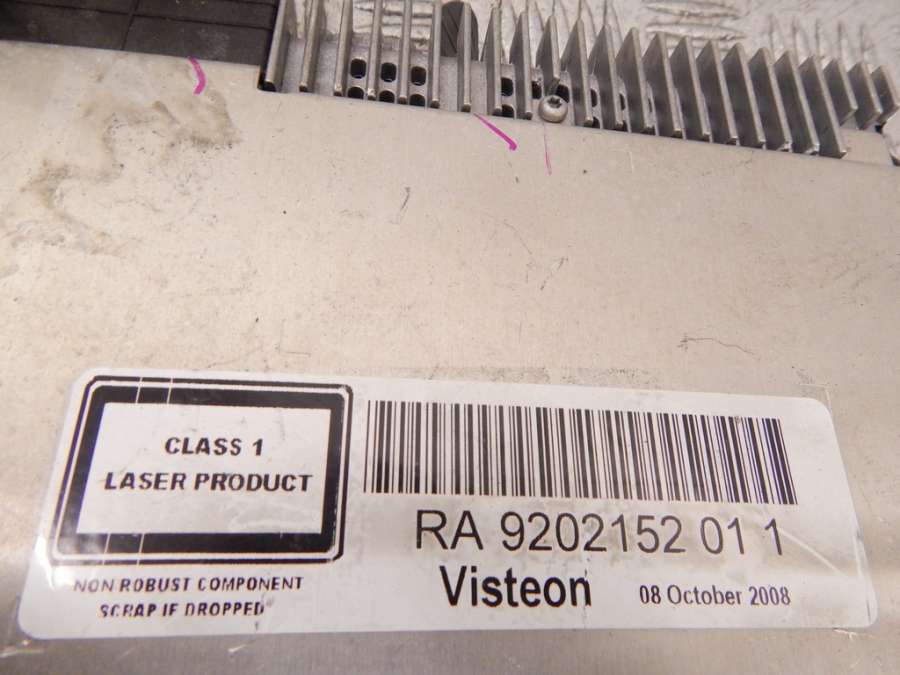 CLASS 1
LASER PRODUCT
NON ROBUST COMPONENT
SCRAP IF DROPPED
RA 9202152 01 1
Visteon 08 October 2008